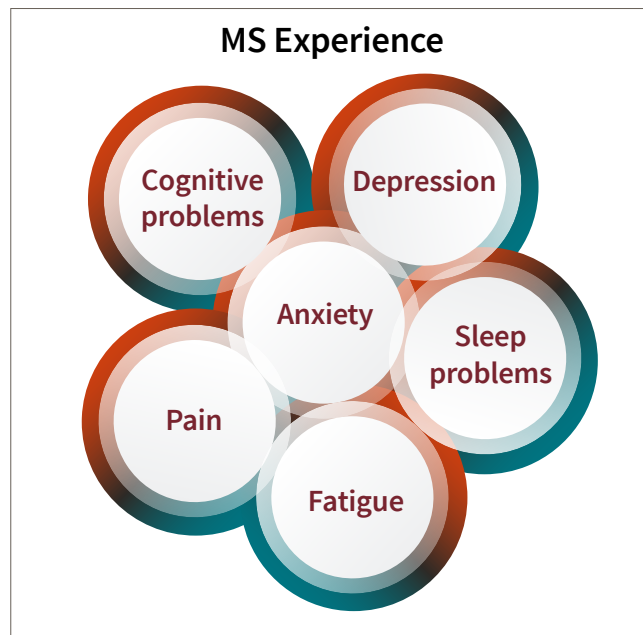 MS Experience
Cognitive
problems
Depression
Anxiety
Sleep
problems
Pain
Fatigue